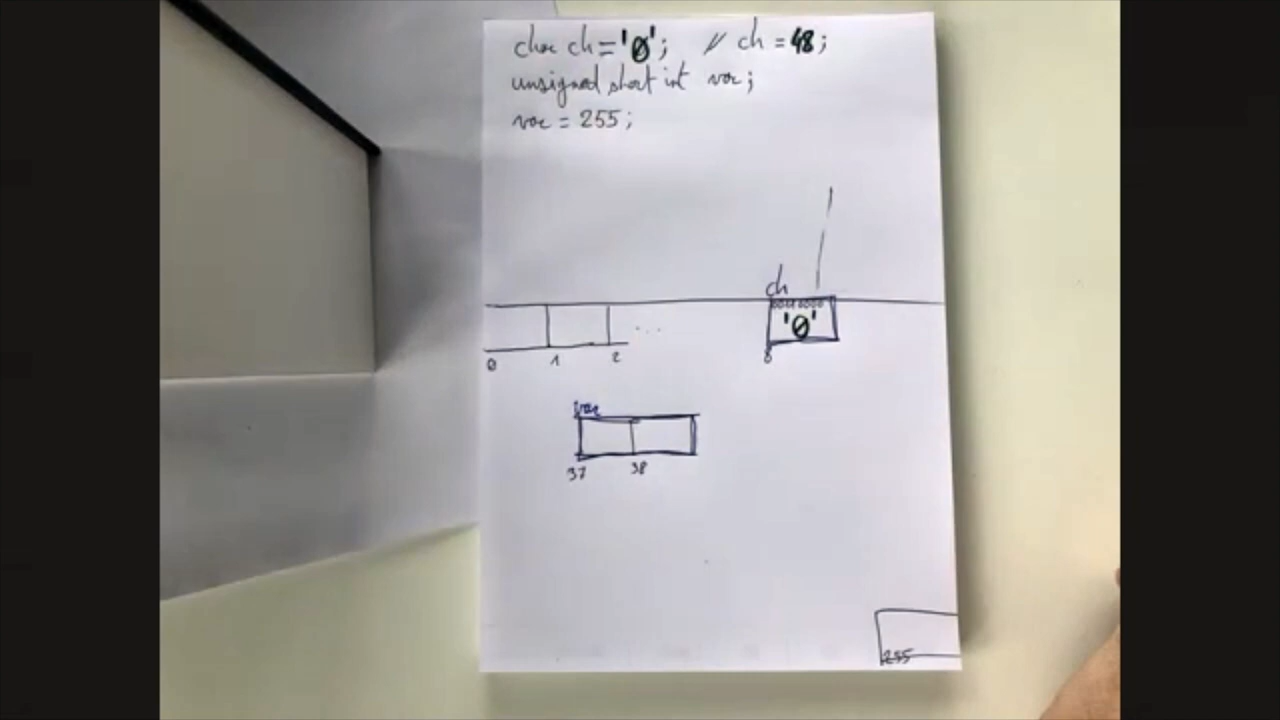 char ch = '0'; // ch = 48;
unsigned short int var;
var = 255;
ch
'0'
0 1 2 ... 8
var
37 38
255